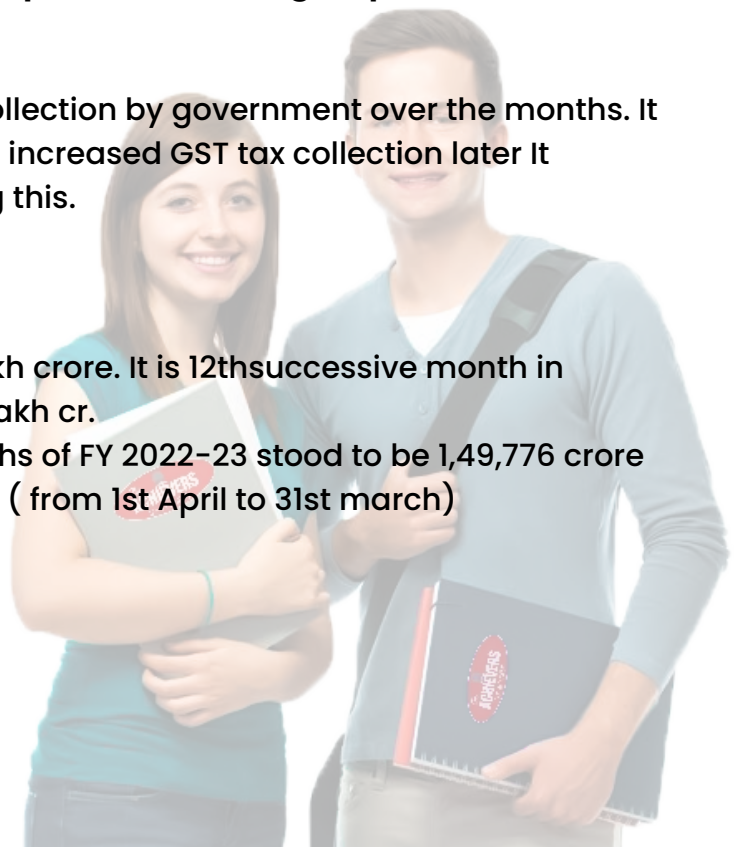 ollection by government over the months. It
increased GST tax collection later It
g this.
kh crore. It is 12thsuccessive month in
akh cr.
hs of FY 2022-23 stood to be 1,49,776 crore
( from 1st April to 31st march)
ACHIEVERS
ACHIEVERS